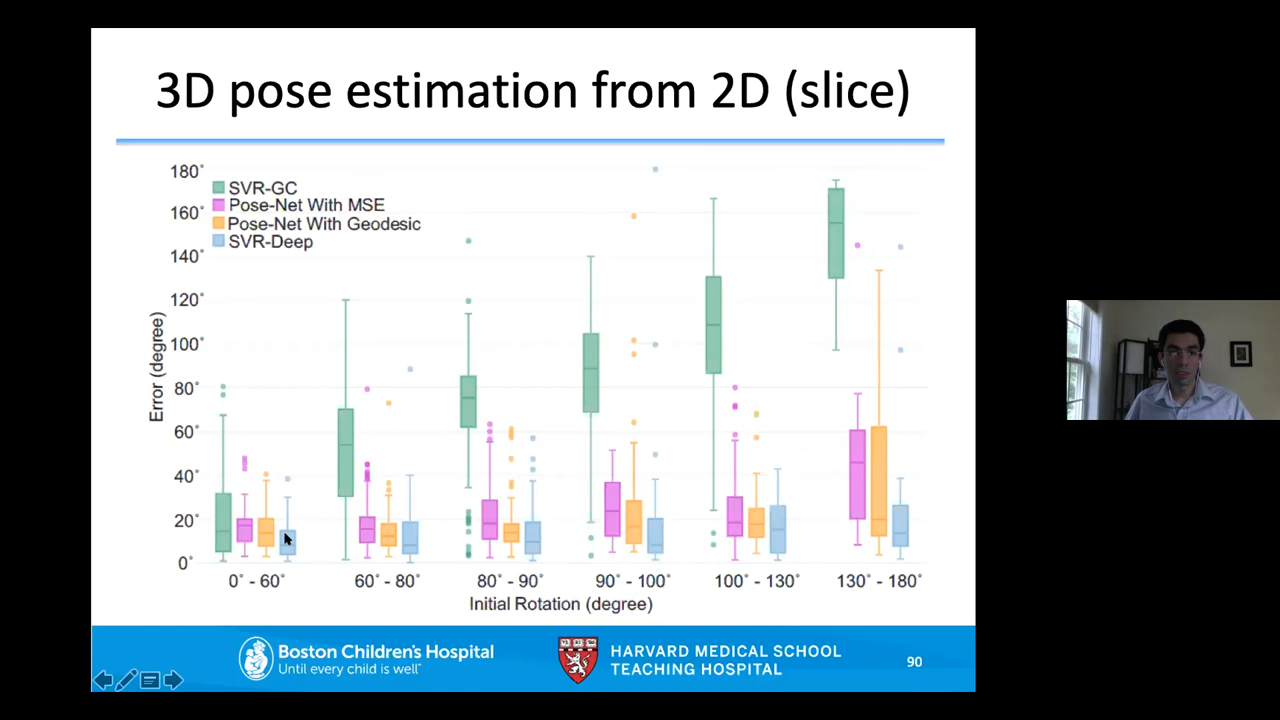 3D pose estimation from 2D (slice)
180°
160°
140°
120°
100°
80°
60°
40°
20°
0°
Error (degree)
SVR-GC
Pose-Net With MSE
Pose-Net With Geodesic
SVR-Deep
0° - 60°
60° - 80°
80° - 90°
90° - 100°
100° - 130°
130° - 180°
Initial Rotation (degree)
Boston Children's Hospital
Until every child is well™
HARVARD MEDICAL SCHOOL
TEACHING HOSPITAL
90